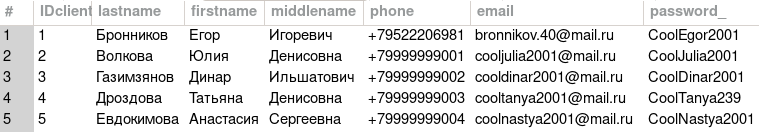 # IDclient lastname firstname middlename phone email password_
1 1 Бронников Егор Игоревич +79522206981 bronnikov.40@mail.ru CoolEgor2001
2 2 Волкова Юлия Денисовна +79999999001 cooljulia2001@mail.ru CoolJulia2001
3 3 Газимзянов Динар Ильшатович +79999999002 cooldinar2001@mail.ru CoolDinar2001
4 4 Дроздова Татьяна Денисовна +79999999003 cooltanya2001@mail.ru CoolTanya239
5 5 Евдокимова Анастасия Сергеевна +79999999004 coolnastya2001@mail.ru CoolNastya2001